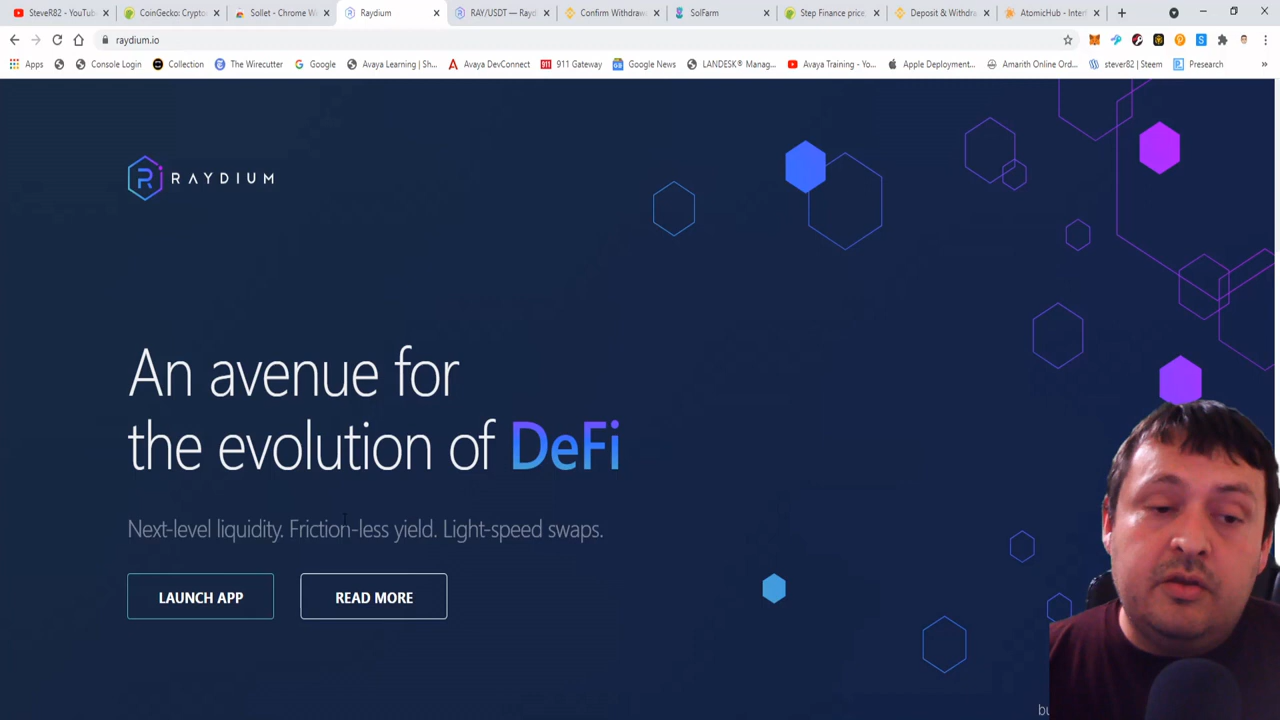 SteveR82 - YouTub
CoinGecko: Crypto
Sollet - Chrome W
Raydium
RAY/USDT — Rayd
Confirm Withdraw
SolFarm
Step Finance price
Deposit & Withdra
AtomicHub - Inter
raydium.io
Apps
Console Login
Collection
The Wirecutter
Google
Avaya Learning | Sh...
Avaya DevConnect
911 Gateway
Google News
LANDESK® Manag...
Avaya Training - Yo...
Apple Deployment...
Amarith Online Ord...
stever82 | Steem
Presearch
RAYDIUM
An avenue for
the evolution of DeFi
Next-level liquidity. Friction-less yield. Light-speed swaps.
LAUNCH APP
READ MORE